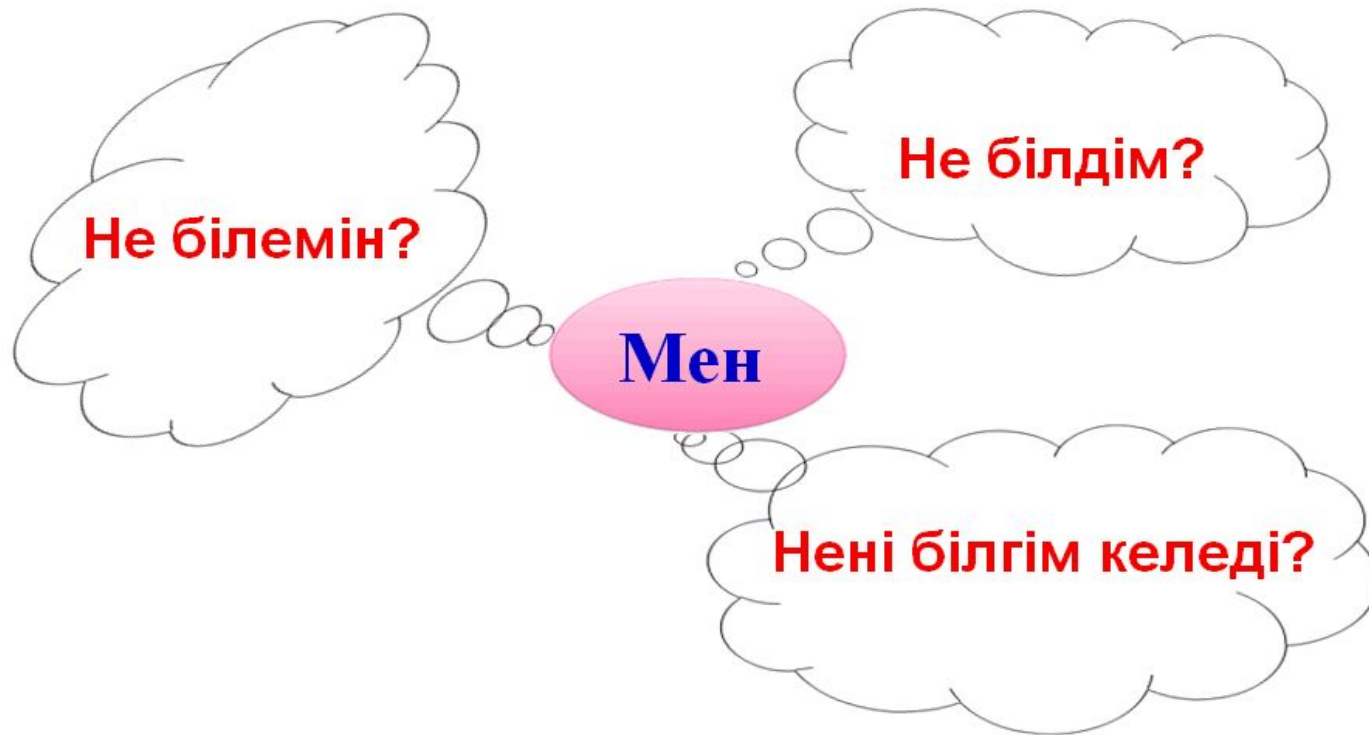 Не білдім?
Не білемін?
Мен
Нені білгім келеді?